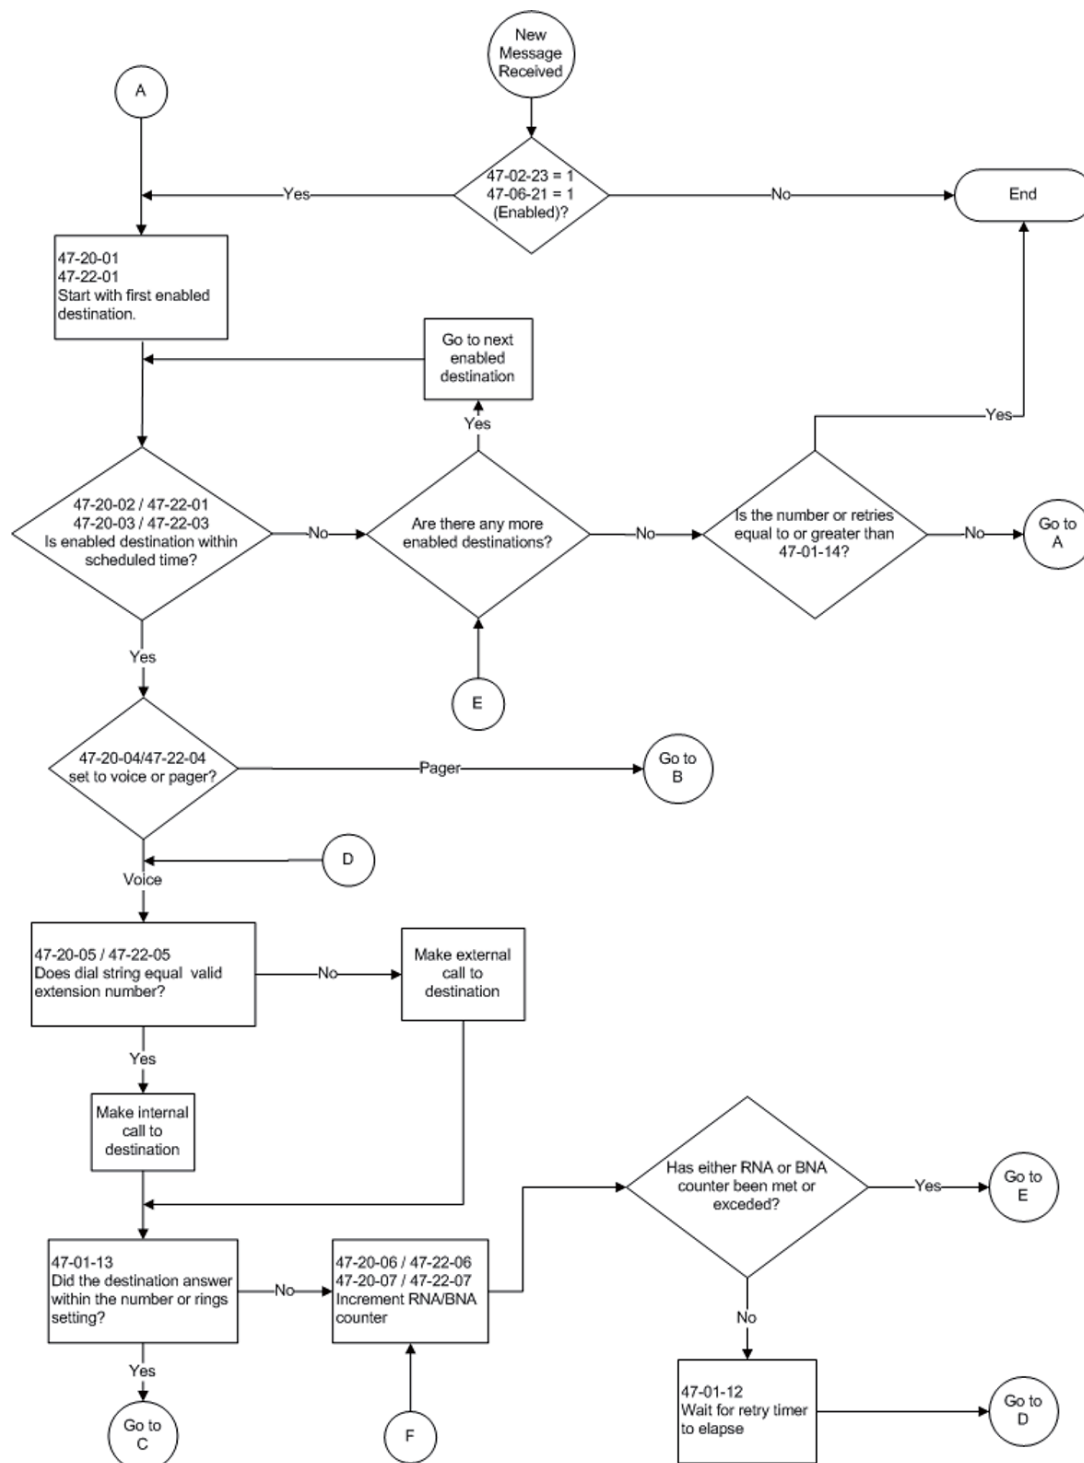 New
Message
Received
A
47-02-23 = 1
47-06-21 = 1
(Enabled)?
Yes
No
End
47-20-01
47-22-01
Start with first enabled
destination.
Go to next
enabled
destination
Yes
Yes
47-20-02 / 47-22-01
47-20-03 / 47-22-03
Is enabled destination within
scheduled time?
No
Are there any more
enabled destinations?
No
Is the number or retries
equal to or greater than
47-01-14?
No
Go to
A
Yes
E
47-20-04/47-22-04
set to voice or pager?
Pager
Go to
B
D
Voice
47-20-05 / 47-22-05
Does dial string equal valid
extension number?
No
Make external
call to
destination
Yes
Make internal
call to
destination
Has either RNA or BNA
counter been met or
exceded?
Yes
Go to
E
47-01-13
Did the destination answer
within the number or rings
setting?
No
47-20-06 / 47-22-06
47-20-07 / 47-22-07
Increment RNA/BNA
counter
No
Yes
47-01-12
Wait for retry timer
to elapse
Go to
D
Go to
C
F